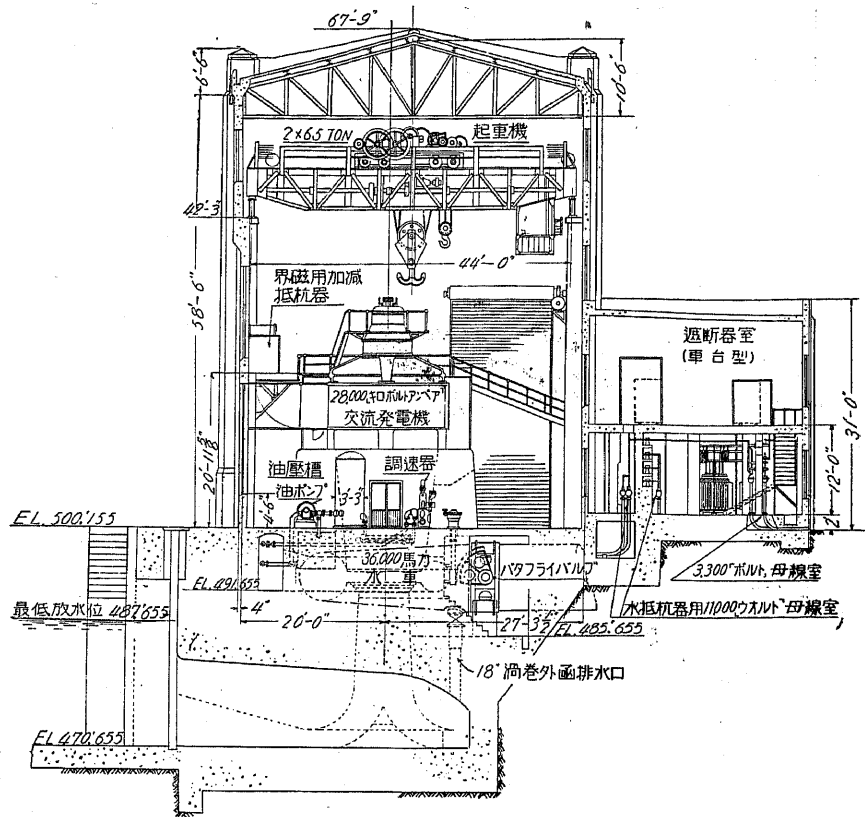 67'-9"
6'-6"
10'-6"
2×65 TON
起重機
42'-3"
44'-0"
界磁用加減
抵抗器
58'-6"
遮断器室
(車台型)
31'-0"
28,000キロボルトアンペア
交流発電機
20'-11 5/8"
油壓槽
油ポンプ
調速器
3'-3"
4'-6"
12'-0"
2'
EL. 500.155
36,000馬力
水車
バタフライバルブ
3,300"ボルト,母線室
EL. 491.655
水抵抗器用11000ウオルト"母線室
最低放水位 487.655
4"
20'-0"
27'-3 1/2"
EL. 485.655
18" 渦巻外函排水口
EL 470.655